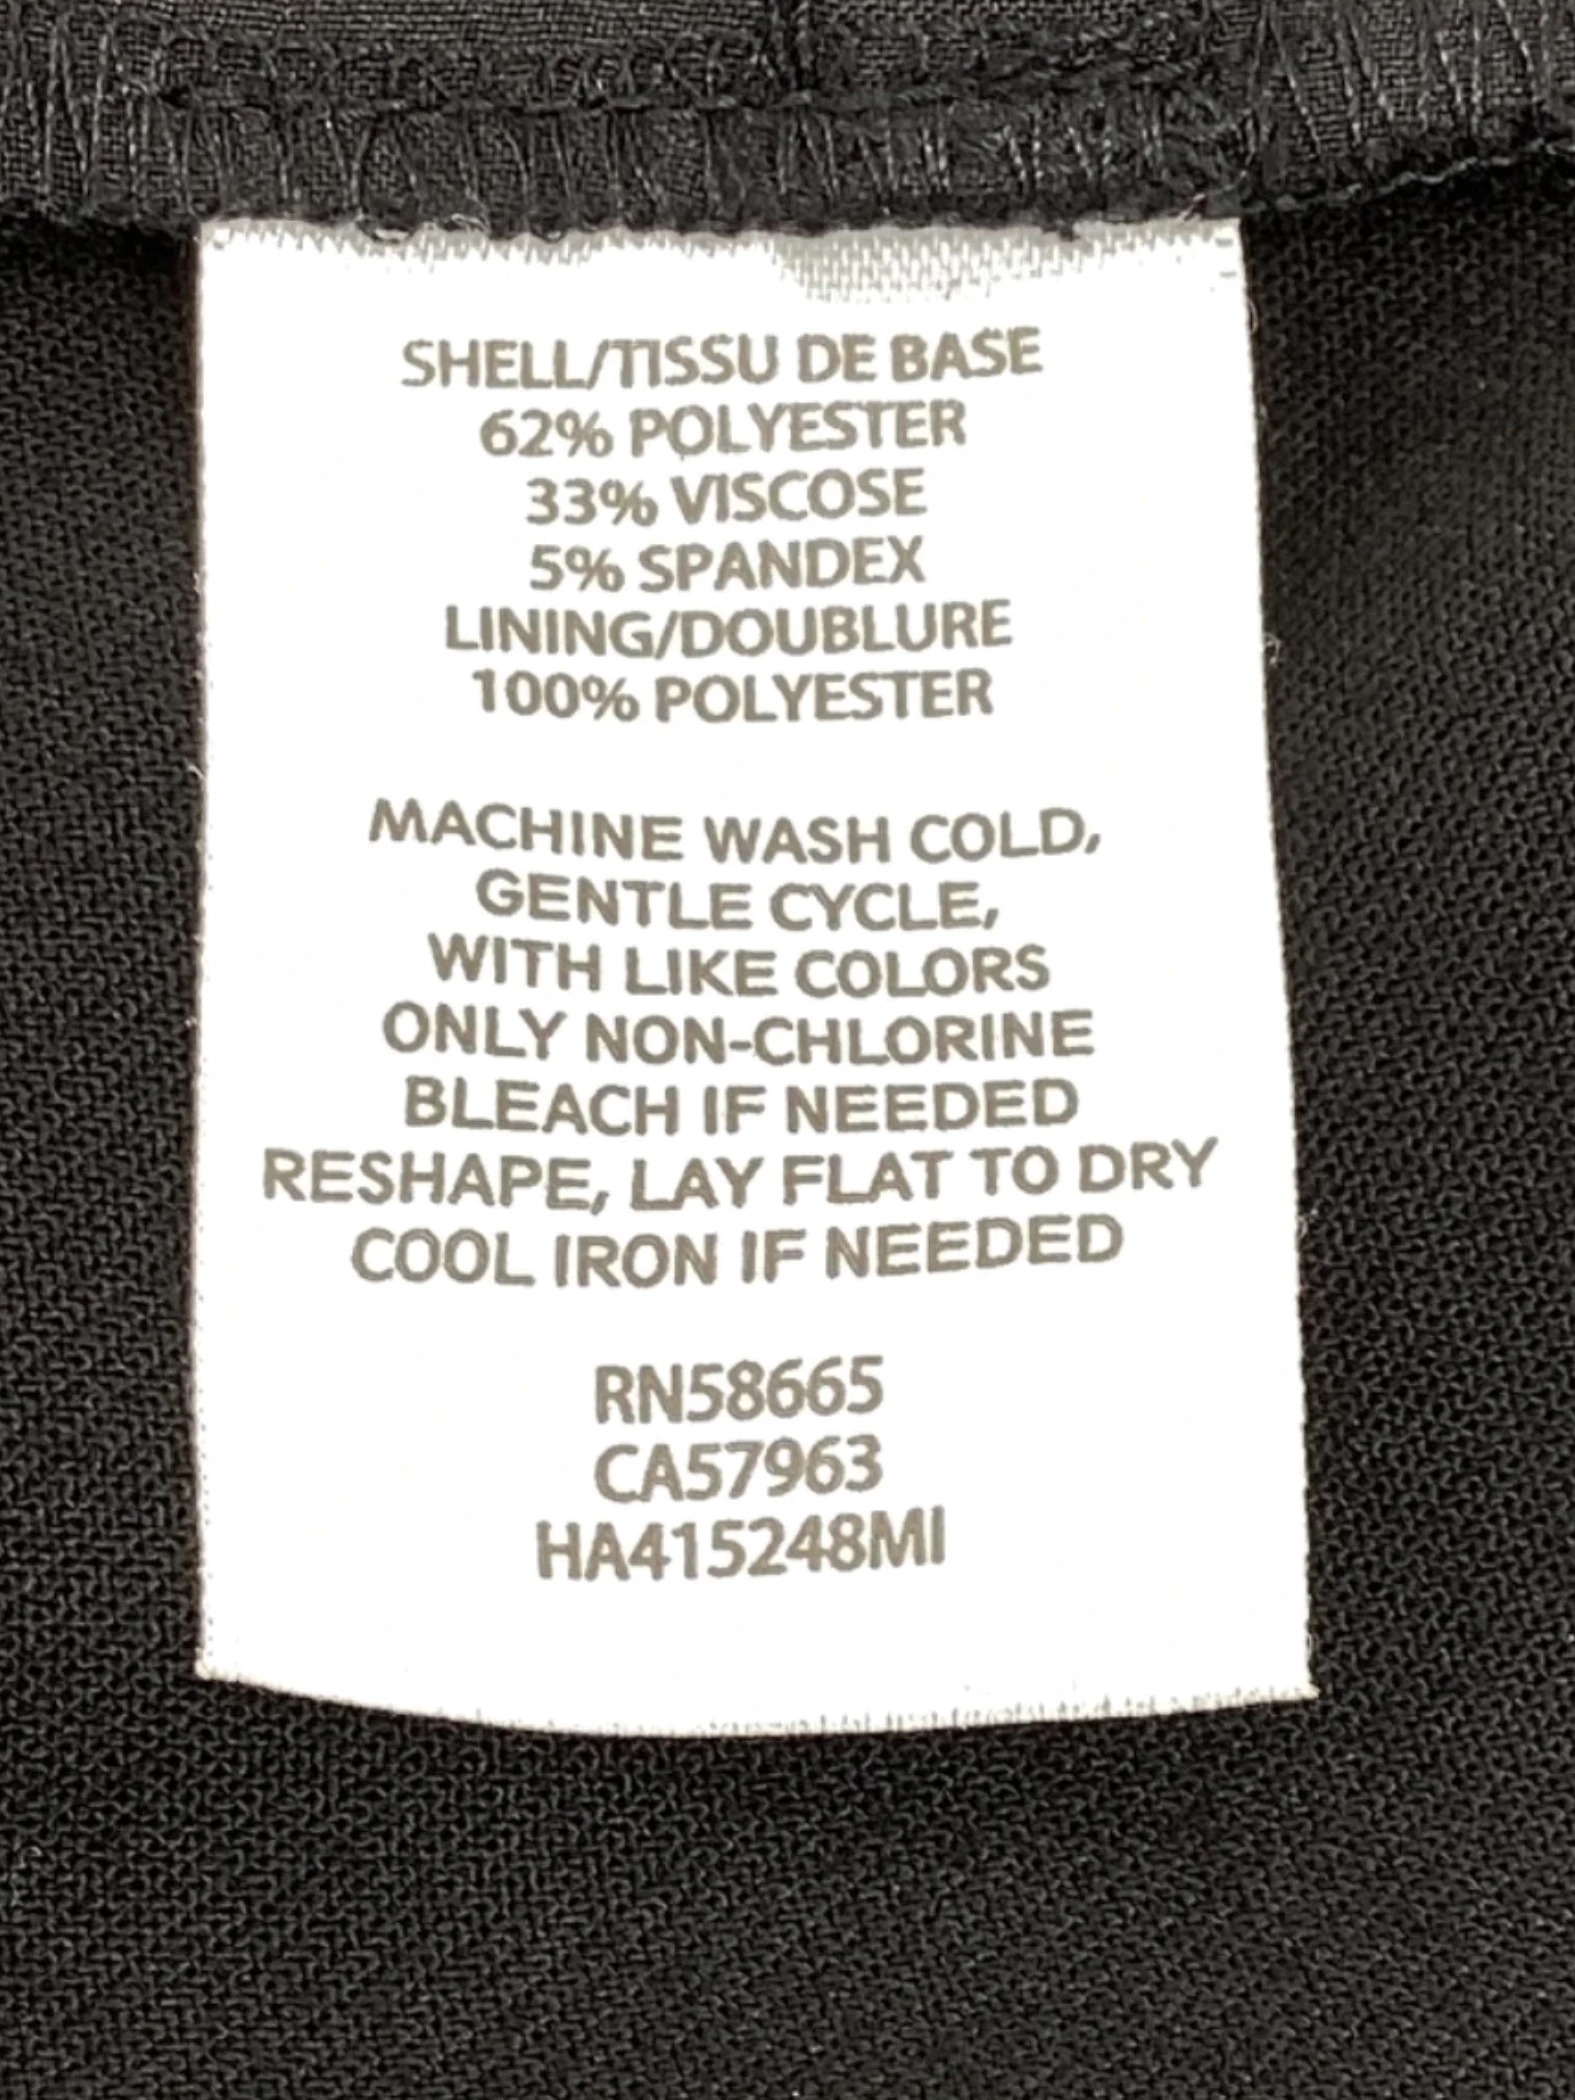 SHELL/TISSU DE BASE
62% POLYESTER
33% VISCOSE
5% SPANDEX
LINING/DOUBLURE
100% POLYESTER
MACHINE WASH COLD,
GENTLE CYCLE,
WITH LIKE COLORS
ONLY NON-CHLORINE
BLEACH IF NEEDED
RESHAPE, LAY FLAT TO DRY
COOL IRON IF NEEDED
RN58665
CA57963
HA415248MI